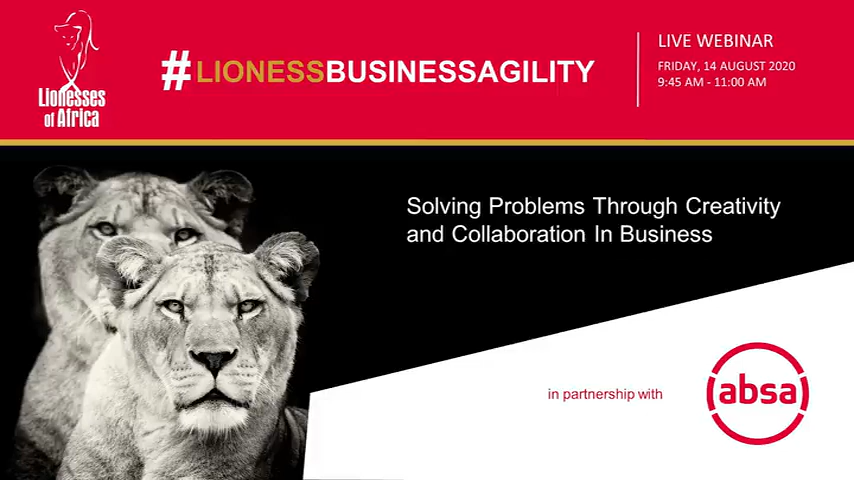 Lionesses
of Africa
#LIONESSBUSINESSAGILITY
LIVE WEBINAR
FRIDAY, 14 AUGUST 2020
9:45 AM - 11:00 AM
Solving Problems Through Creativity
and Collaboration In Business
in partnership with
absa